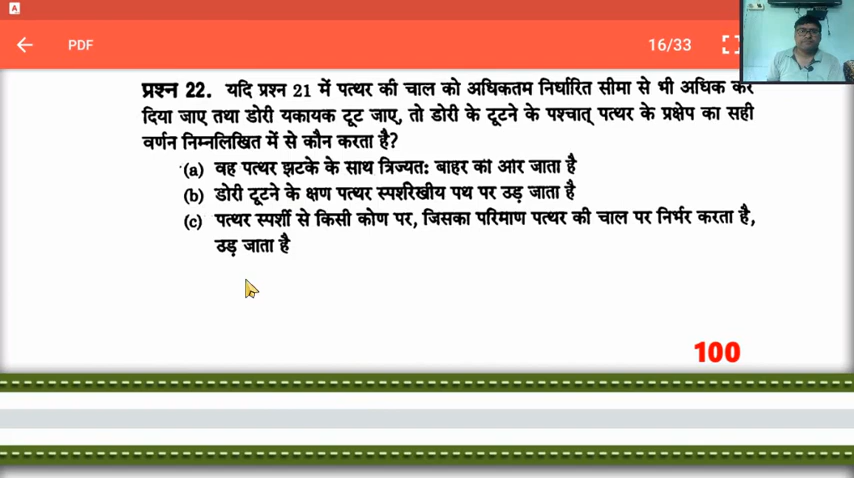 A
PDF
16/33
प्रश्न 22. यदि प्रश्न 21 में पत्थर की चाल को अधिकतम निर्धारित सीमा से भी अधिक कर
दिया जाए तथा डोरी यकायक टूट जाए, तो डोरी के टूटने के पश्चात् पत्थर के प्रक्षेप का सही
वर्णन निम्नलिखित में से कौन करता है?
(a) वह पत्थर झटके के साथ त्रिज्यत: बाहर की ओर जाता है
(b) डोरी टूटने के क्षण पत्थर स्पर्शरेखीय पथ पर उड़ जाता है
(c) पत्थर स्पर्शी से किसी कोण पर, जिसका परिमाण पत्थर की चाल पर निर्भर करता है,
उड़ जाता है
100